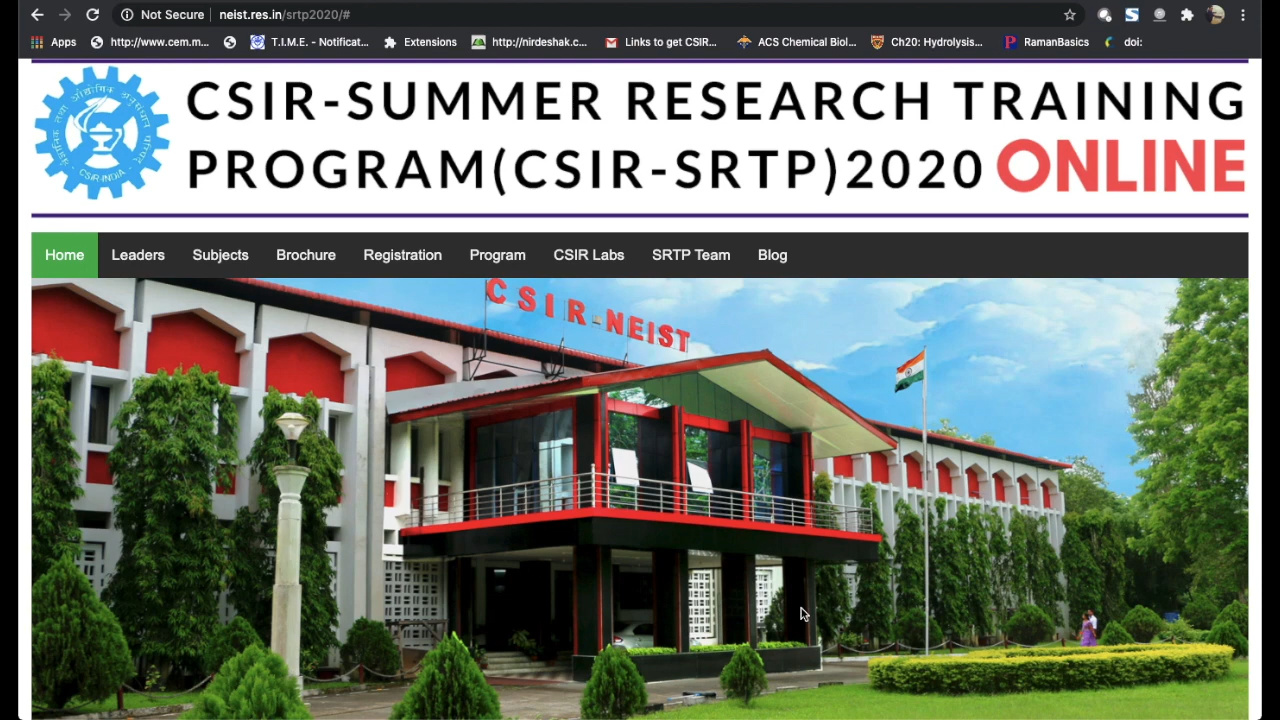 Not Secure neist.res.in/srtp2020/#
Apps http://www.cem.m... T.I.M.E. - Notificat... Extensions http://nirdeshak.c... Links to get CSIR... ACS Chemical Biol... Ch20: Hydrolysis... RamanBasics doi:
CSIR-SUMMER RESEARCH TRAINING
PROGRAM(CSIR-SRTP)2020 ONLINE
CSIR-INDIA
Home Leaders Subjects Brochure Registration Program CSIR Labs SRTP Team Blog
CSIR-NEIST